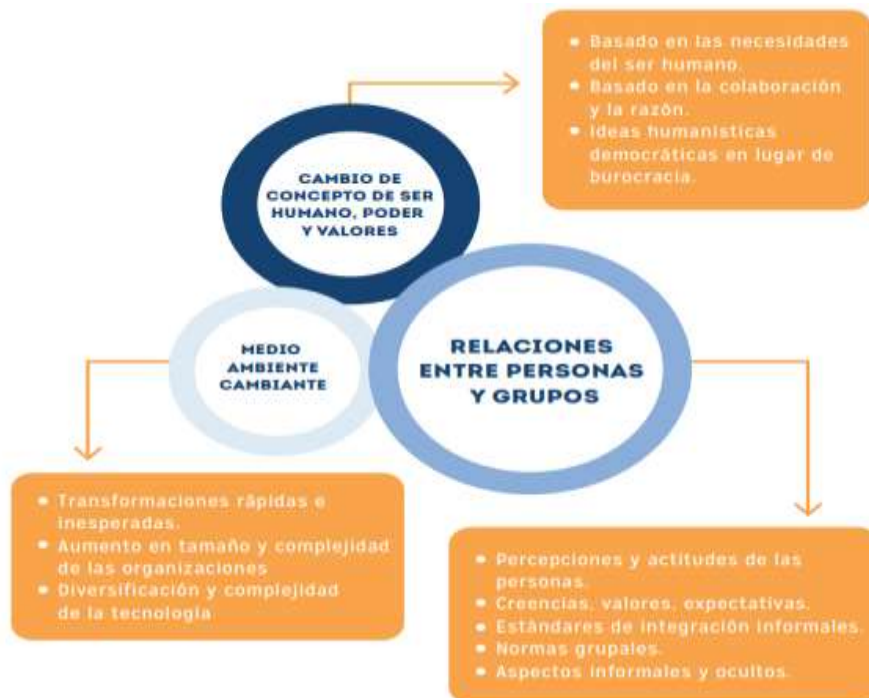 • Basado en las necesidades
del ser humano.
• Basado en la colaboración
y la razón.
• Ideas humanísticas
democráticas en lugar de
burocracia.
CAMBIO DE
CONCEPTO DE SER
HUMANO, PODER
Y VALORES
MEDIO
AMBIENTE
CAMBIANTE
RELACIONES
ENTRE PERSONAS
Y GRUPOS
• Transformaciones rápidas e
inesperadas.
• Aumento en tamaño y complejidad
de las organizaciones
• Diversificación y complejidad
de la tecnología
• Percepciones y actitudes de las
personas.
• Creencias, valores, expectativas.
• Estándares de integración informales.
• Normas grupales.
• Aspectos informales y ocultos.